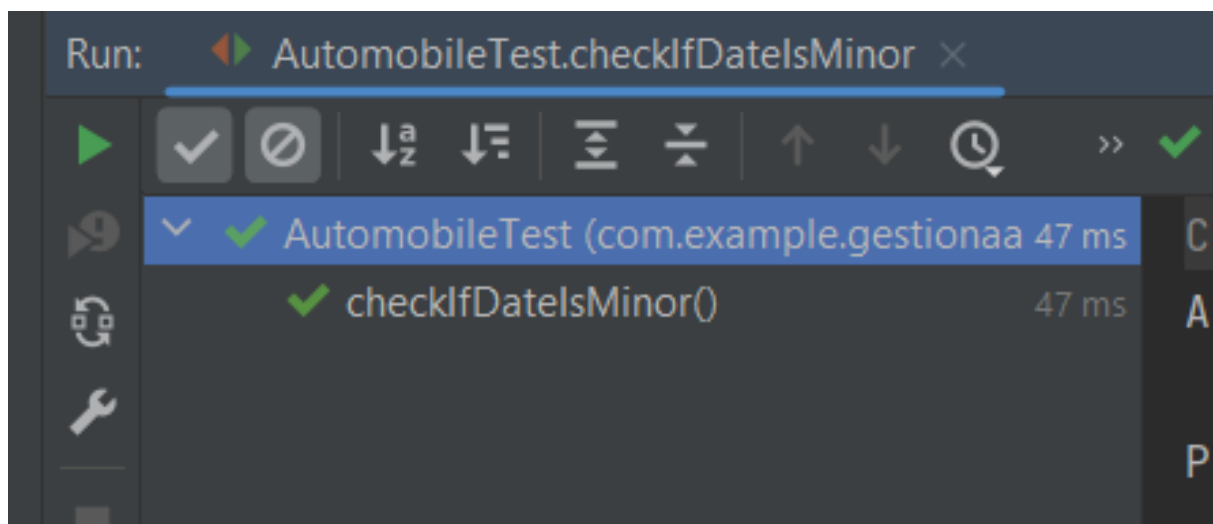 Run: AutomobileTest.checkIfDateIsMinor
AutomobileTest (com.example.gestionaa 47 ms
C
checkIfDateIsMinor() 47 ms
A
P